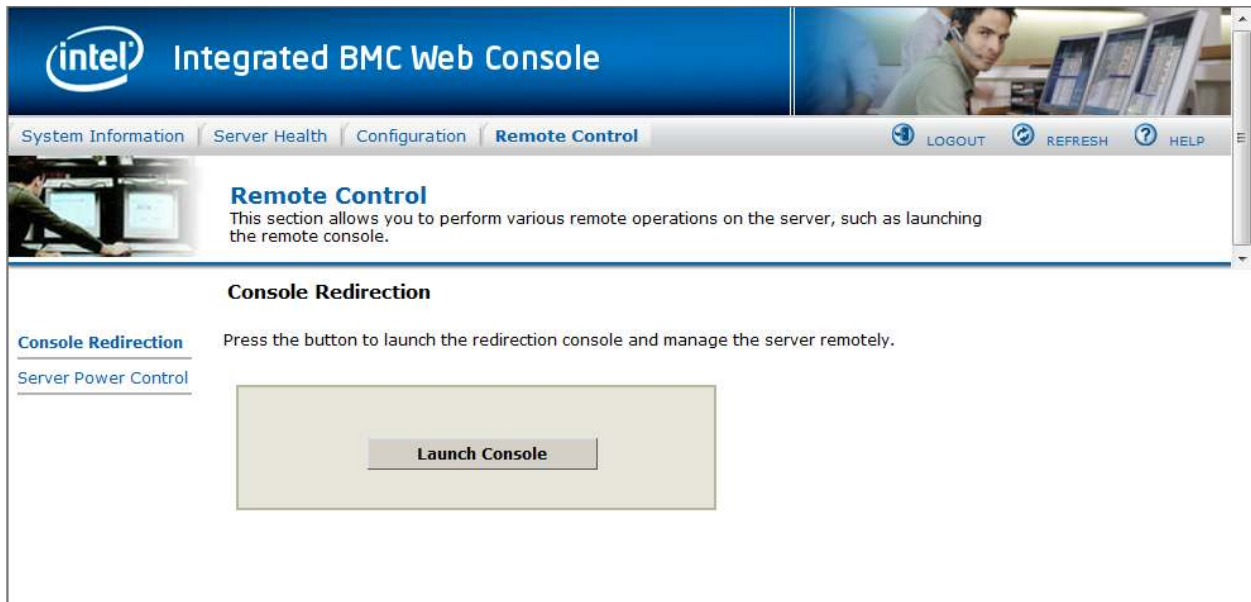 intel Integrated BMC Web Console
System Information Server Health Configuration Remote Control LOGOUT REFRESH ? HELP
Remote Control
This section allows you to perform various remote operations on the server, such as launching
the remote console.
Console Redirection
Console Redirection
Press the button to launch the redirection console and manage the server remotely.
Server Power Control
Launch Console